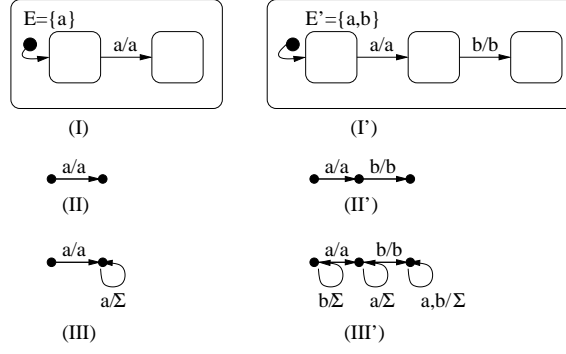 E={a}
a/a
(I)
E'={a,b}
a/a
b/b
(I')
a/a
(II)
a/a
b/b
(II')
a/a
a/Σ
(III)
a/a
b/b
b/Σ
a/Σ
a,b/Σ
(III')